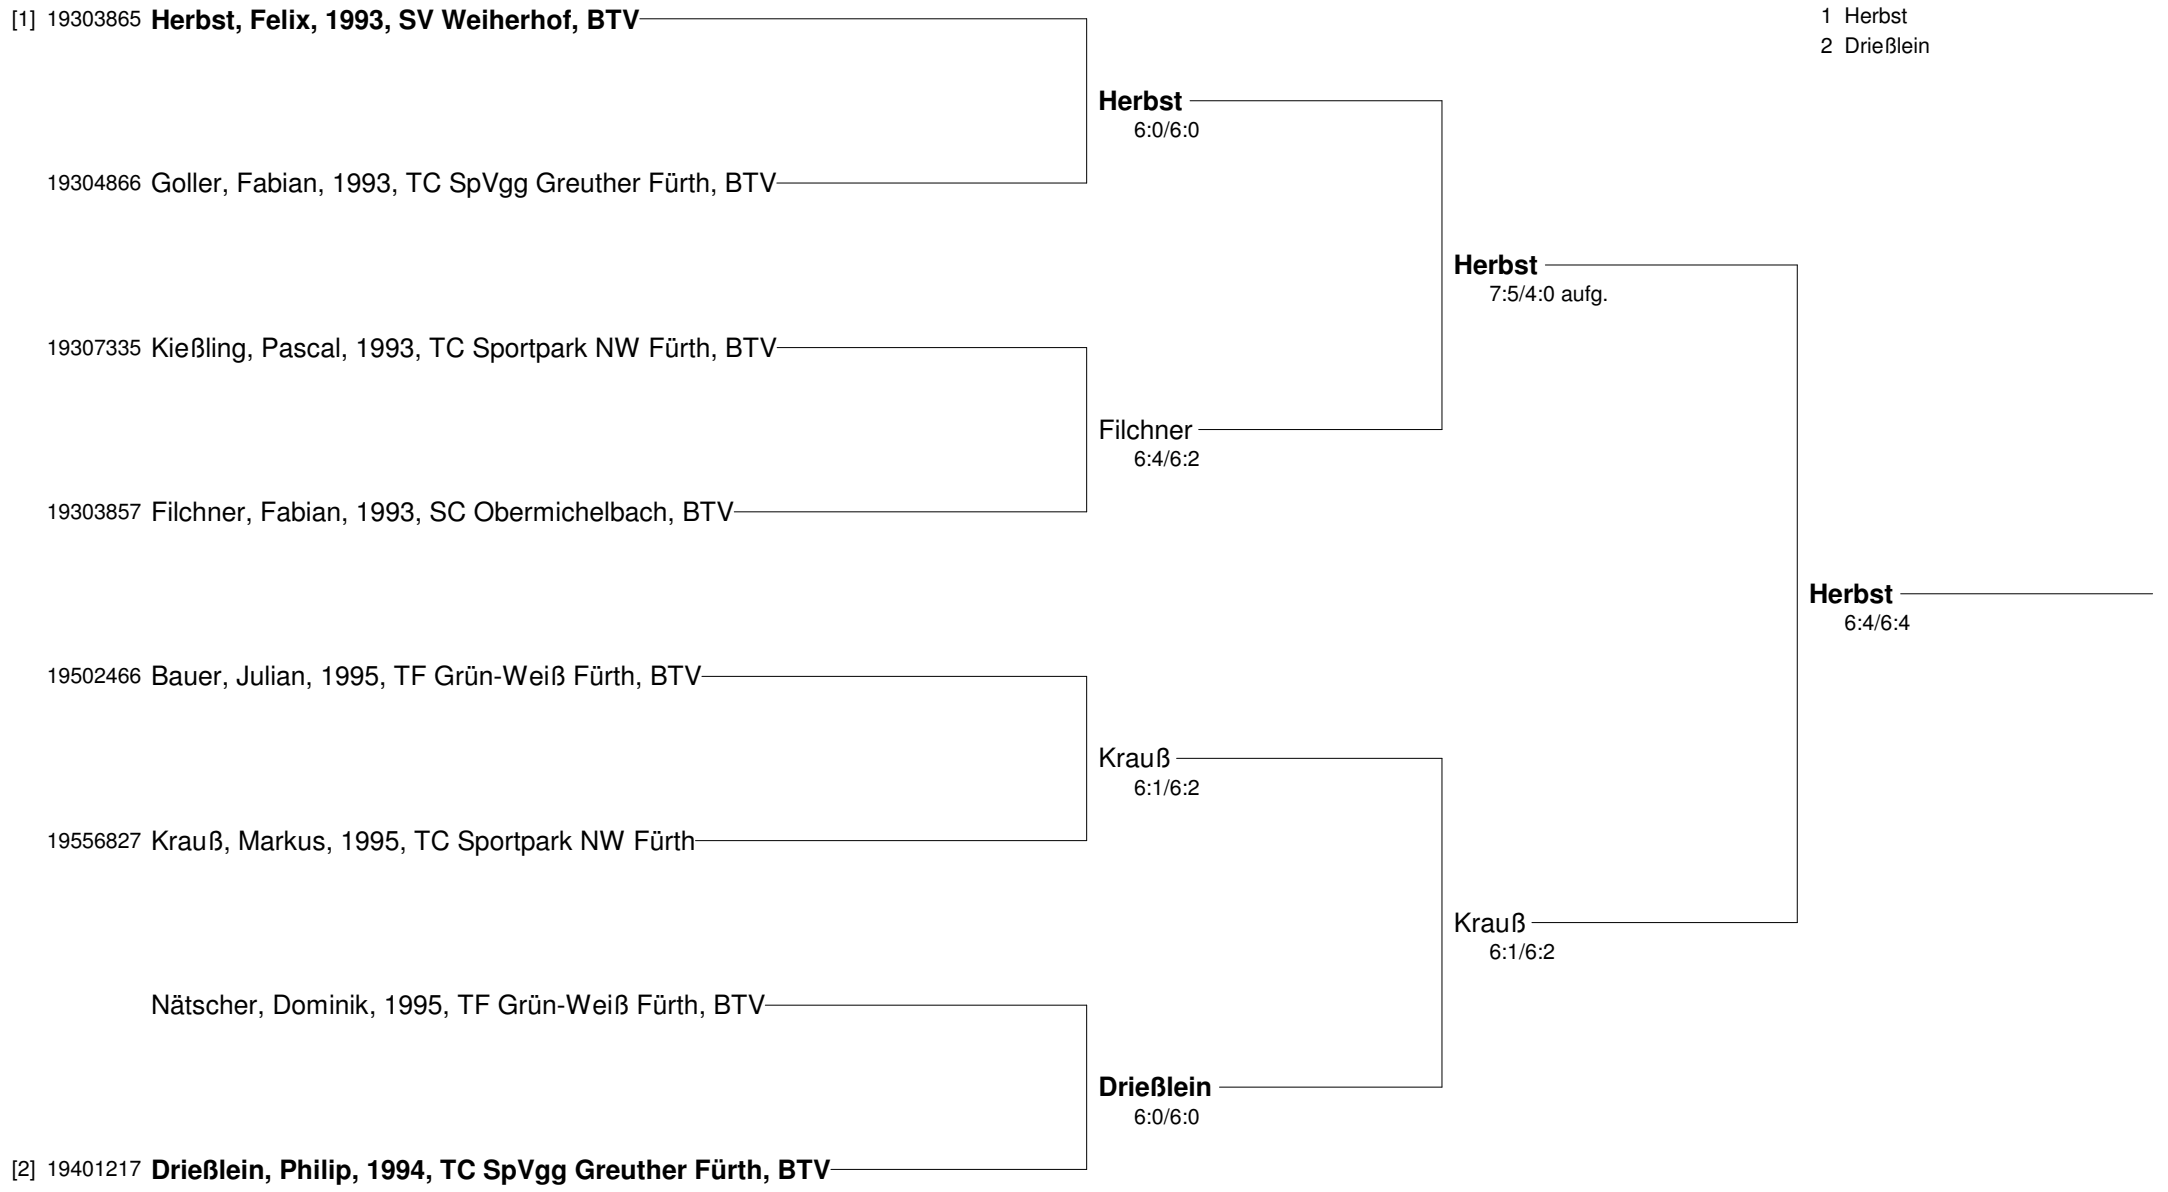 [1] 19303865 Herbst, Felix, 1993, SV Weiherhof, BTV
1 Herbst
2 Drießlein
Herbst
6:0/6:0
19304866 Goller, Fabian, 1993, TC SpVgg Greuther Fürth, BTV
Herbst
7:5/4:0 aufg.
19307335 Kießling, Pascal, 1993, TC Sportpark NW Fürth, BTV
Filchner
6:4/6:2
19303857 Filchner, Fabian, 1993, SC Obermichelbach, BTV
Herbst
6:4/6:4
19502466 Bauer, Julian, 1995, TF Grün-Weiß Fürth, BTV
Krauß
6:1/6:2
19556827 Krauß, Markus, 1995, TC Sportpark NW Fürth
Krauß
6:1/6:2
Nätscher, Dominik, 1995, TF Grün-Weiß Fürth, BTV
Drießlein
6:0/6:0
[2] 19401217 Drießlein, Philip, 1994, TC SpVgg Greuther Fürth, BTV